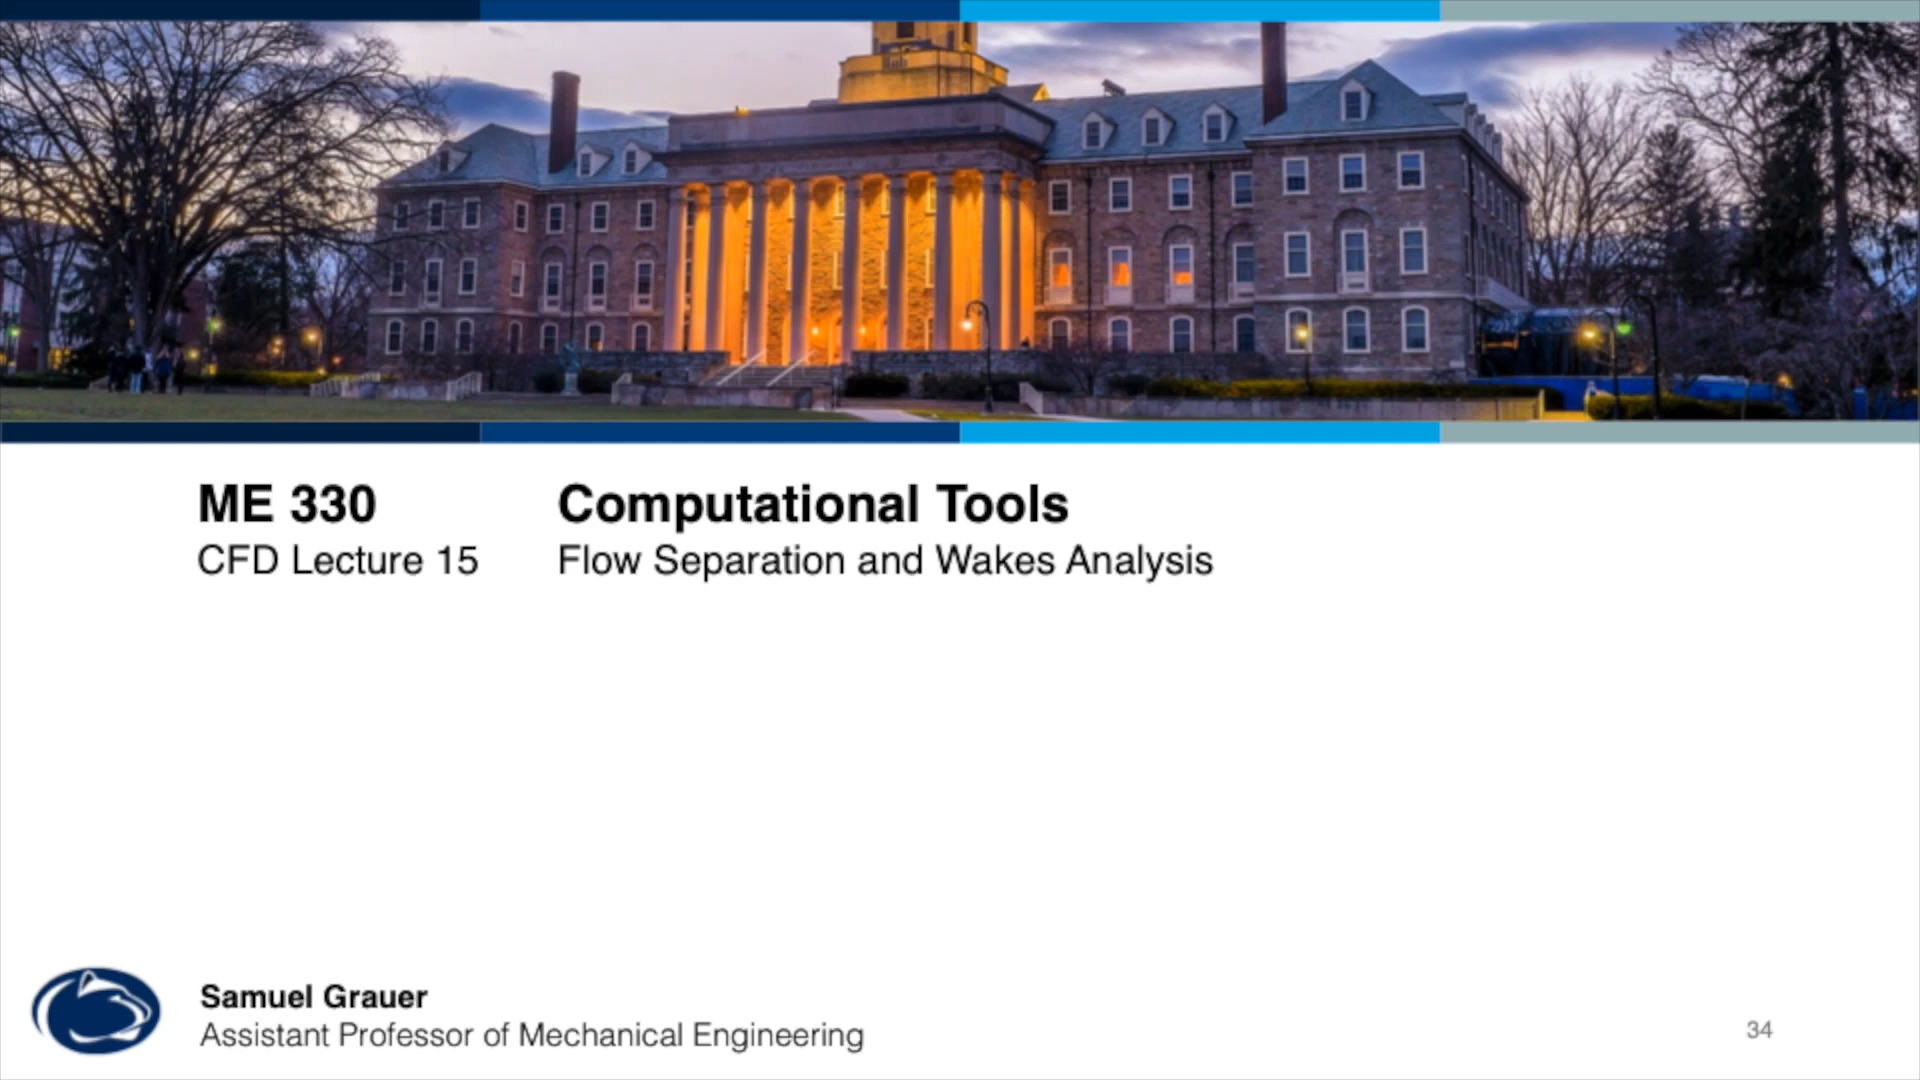 ME 330
Computational Tools
CFD Lecture 15
Flow Separation and Wakes Analysis
Samuel Grauer
Assistant Professor of Mechanical Engineering
34